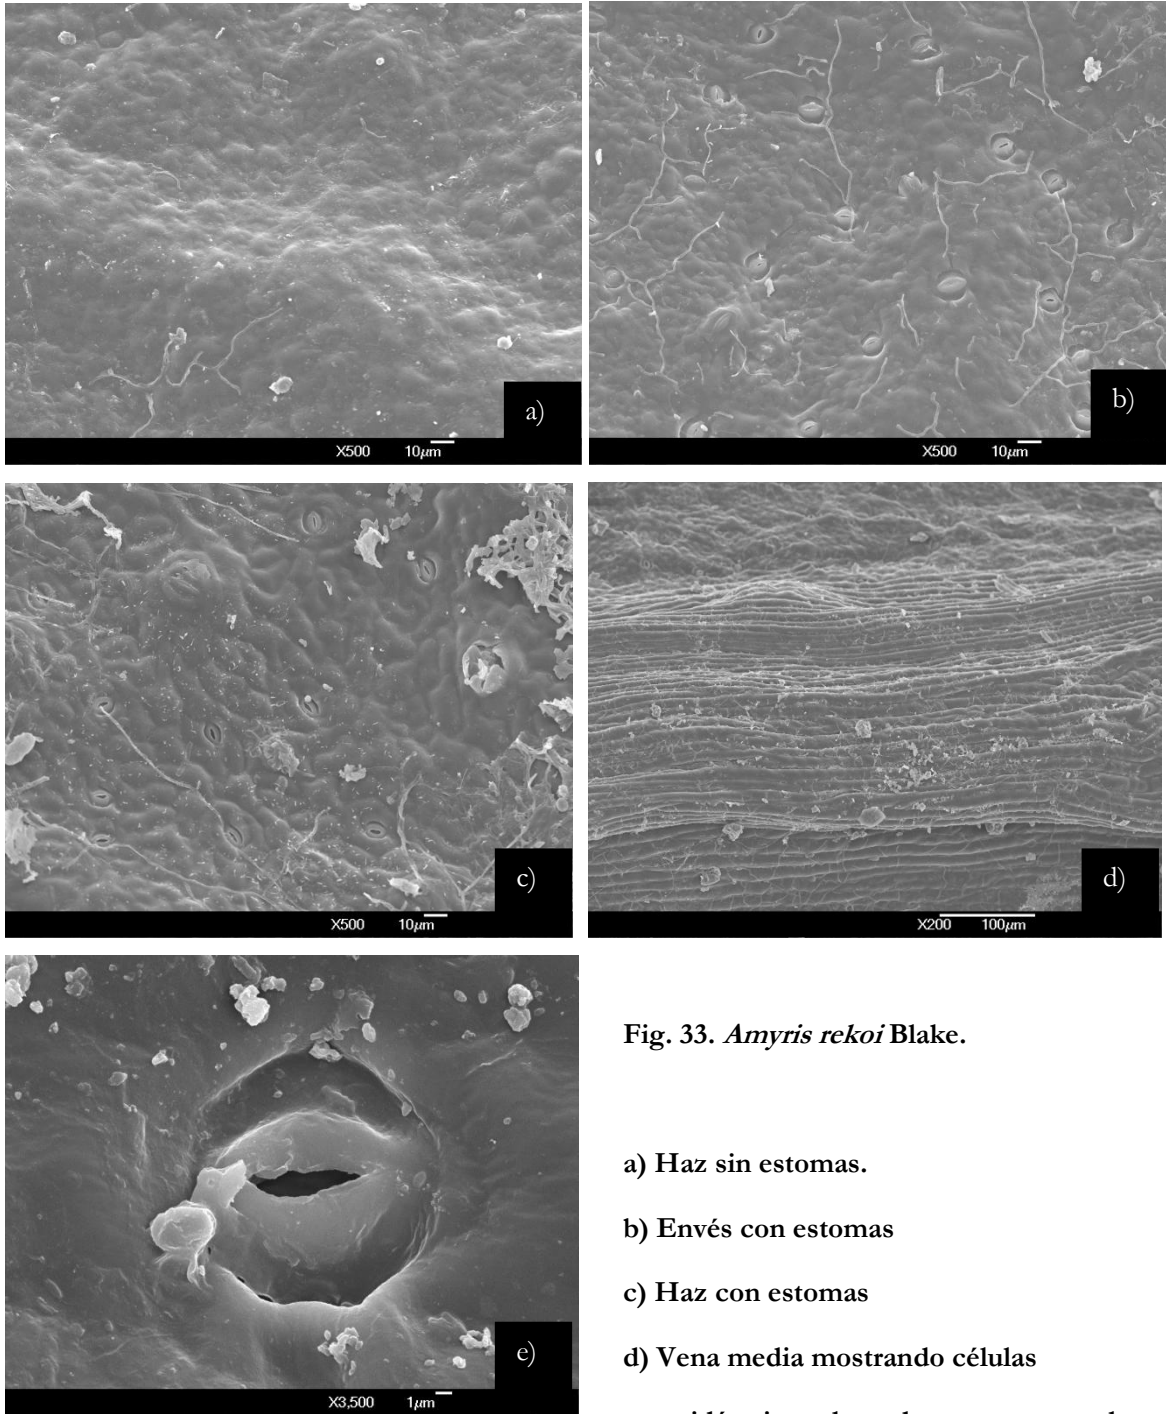 a)
X500 10µm
b)
X500 10µm
c)
X500 10µm
d)
X200 100µm
e)
X3,500 1µm
Fig. 33. Amyris rekoi Blake.
a) Haz sin estomas.
b) Envés con estomas
c) Haz con estomas
d) Vena media mostrando células